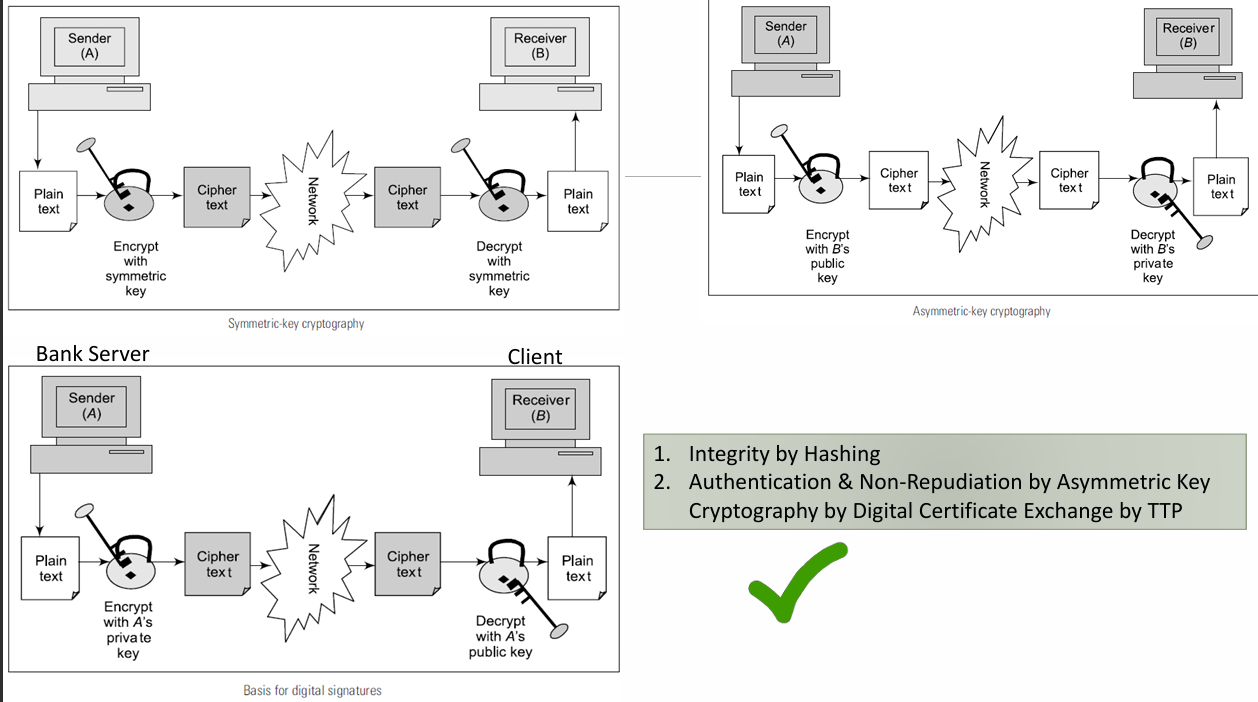 Sender
(A)
Receiver
(B)
Plain
text
Cipher
text
Network
Cipher
text
Plain
text
Encrypt
with
symmetric
key
Decrypt
with
symmetric
key
Symmetric-key cryptography
Sender
(A)
Receiver
(B)
Plain
text
Cipher
text
Network
Cipher
text
Plain
text
Encrypt
with B's
public
key
Decrypt
with B's
private
key
Asymmetric-key cryptography
Bank Server
Client
Sender
(A)
Receiver
(B)
Plain
text
Cipher
text
Network
Cipher
text
Plain
text
Encrypt
with A's
private
key
Decrypt
with A's
public key
Basis for digital signatures
1. Integrity by Hashing
2. Authentication & Non-Repudiation by Asymmetric Key
Cryptography by Digital Certificate Exchange by TTP